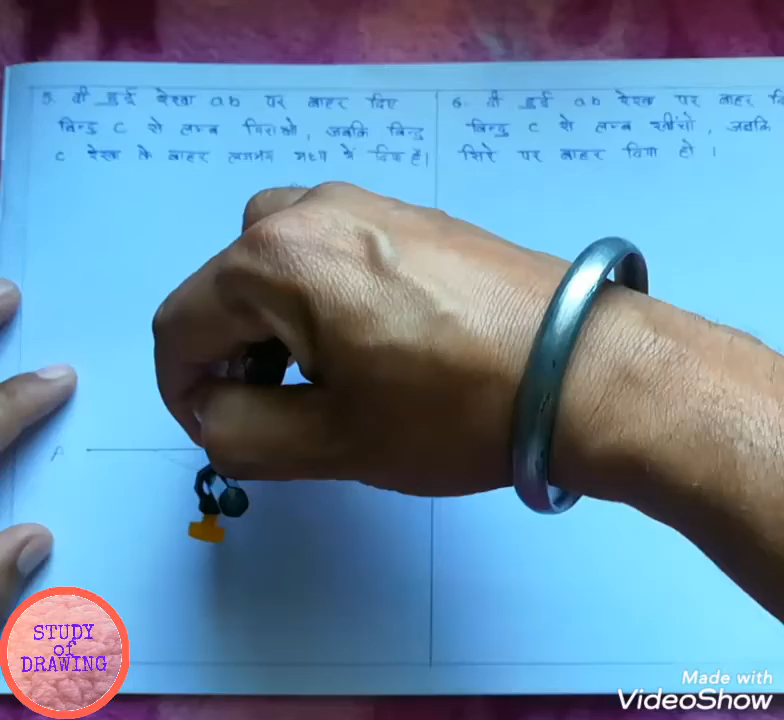 5. दी हुई रेखा ab पर बाहर दिए
बिन्दु c से लम्ब गिराओ, जबकि बिन्दु
c रेखा के बाहर लगभग मध्य में दिया है।
6. दी हुई ab रेखा पर बाहर
बिन्दु c से लम्ब खींचो, जबकि
सिरे पर बाहर दिया हो ।
A
STUDY
of
DRAWING
Made with
VideoShow